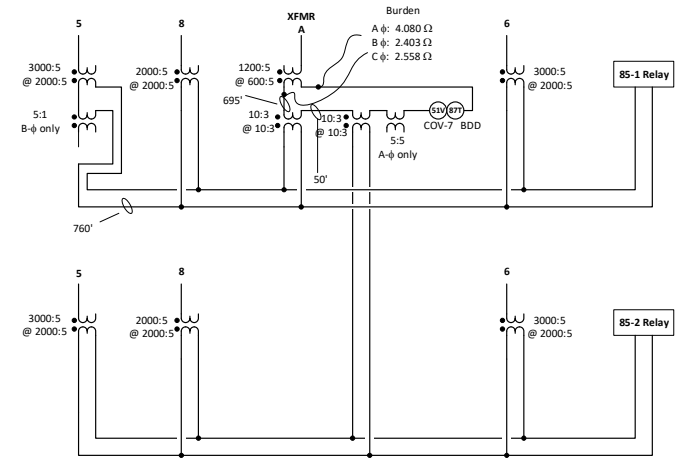 Burden
A ϕ: 4.080 Ω
B ϕ: 2.403 Ω
C ϕ: 2.558 Ω
5
8
XFMR
A
6
3000:5
@ 2000:5
2000:5
@ 2000:5
1200:5
@ 600:5
3000:5
@ 2000:5
85-1 Relay
5:1
B-ϕ only
695'
10:3
@ 10:3
10:3
@ 10:3
51V
87T
COV-7
BDD
5:5
A-ϕ only
50'
760'
5
8
6
3000:5
@ 2000:5
2000:5
@ 2000:5
3000:5
@ 2000:5
85-2 Relay